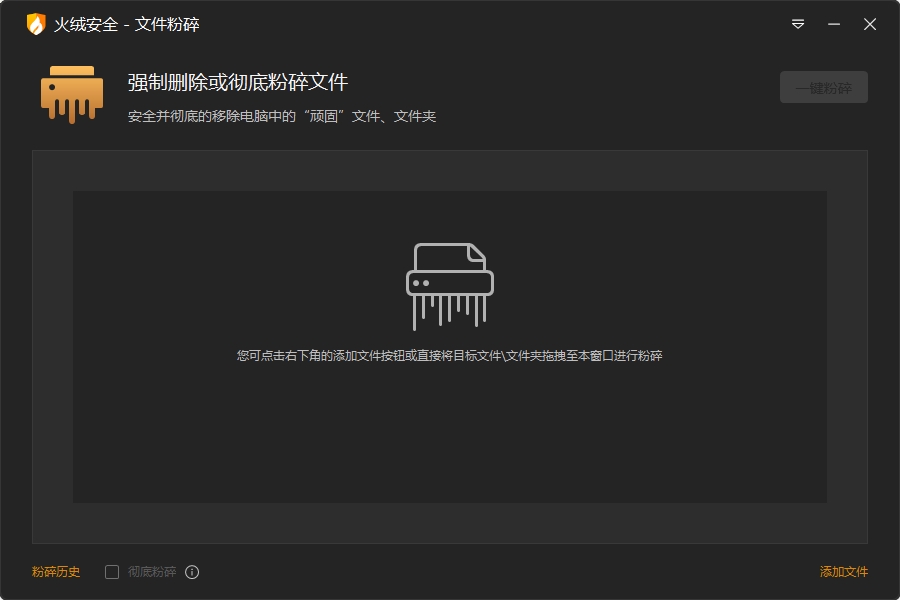 火绒安全 - 文件粉碎
强制删除或彻底粉碎文件
安全并彻底的移除电脑中的“顽固”文件、文件夹
一键粉碎
您可点击右下角的添加文件按钮或直接将目标文件\文件夹拖拽至本窗口进行粉碎
粉碎历史
彻底粉碎
添加文件